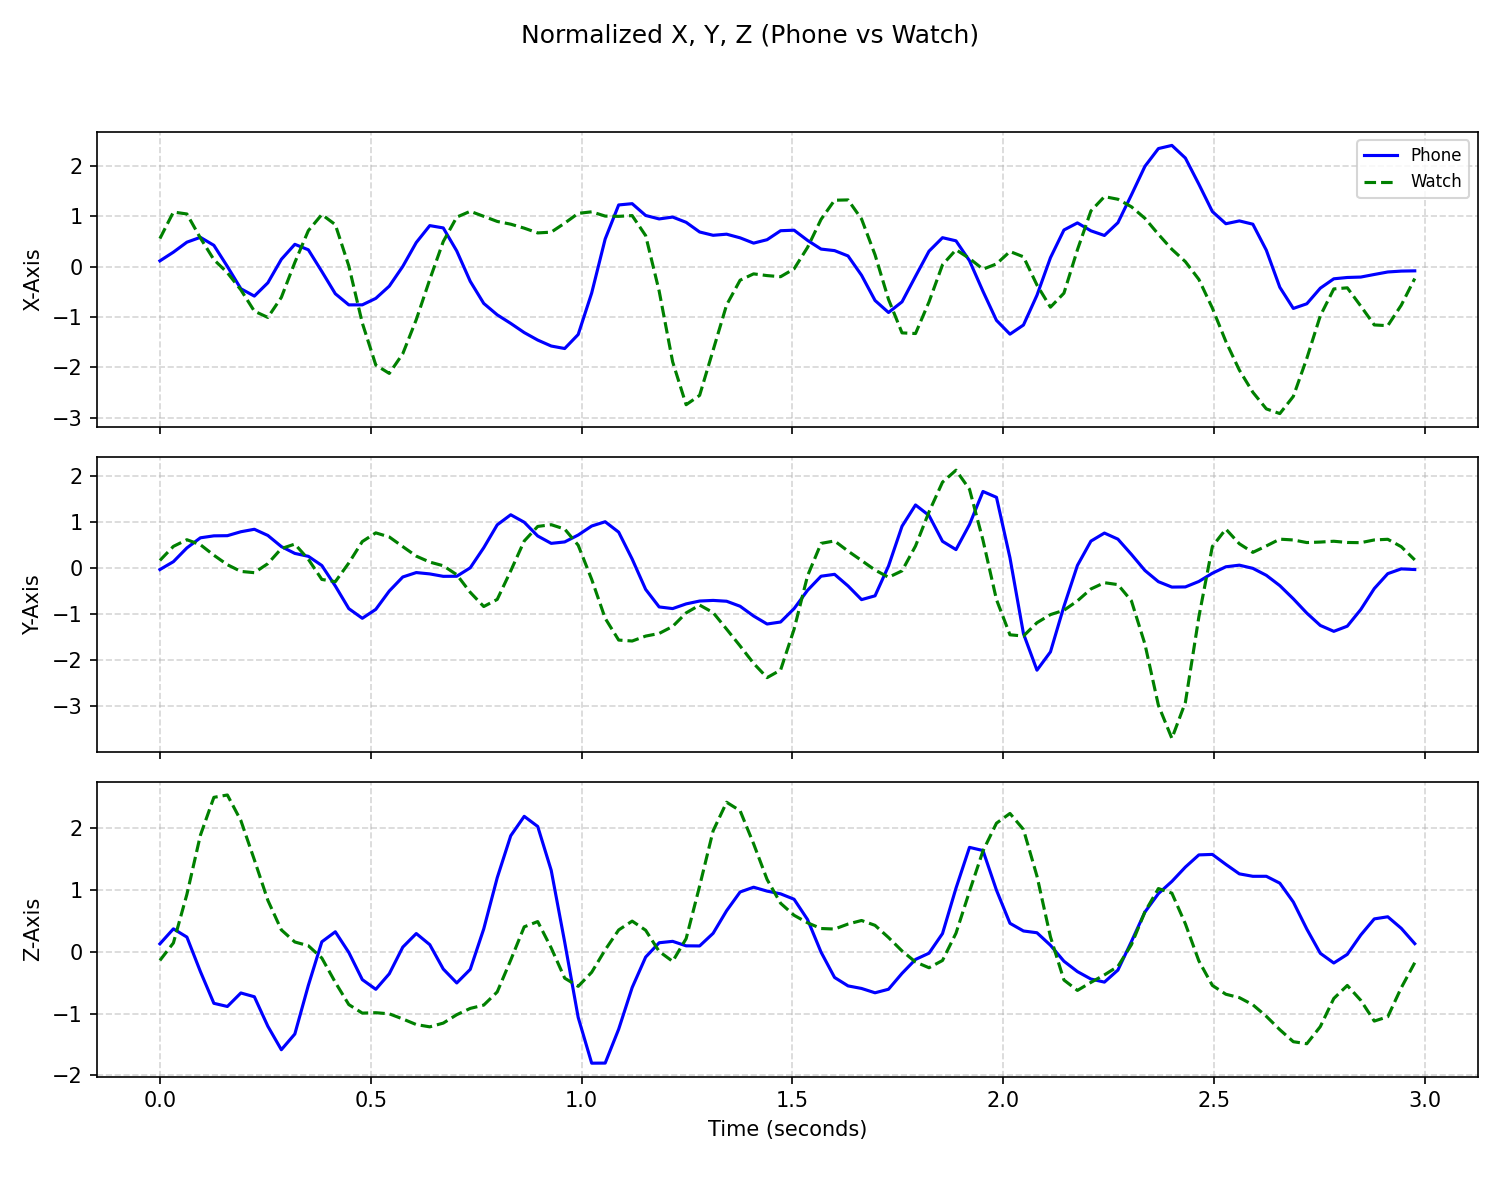 Normalized X, Y, Z (Phone vs Watch)
2
1
0
−1
−2
−3
X-Axis
Phone
Watch
2
1
0
−1
−2
−3
Y-Axis
2
1
0
−1
−2
Z-Axis
0.0 0.5 1.0 1.5 2.0 2.5 3.0
Time (seconds)